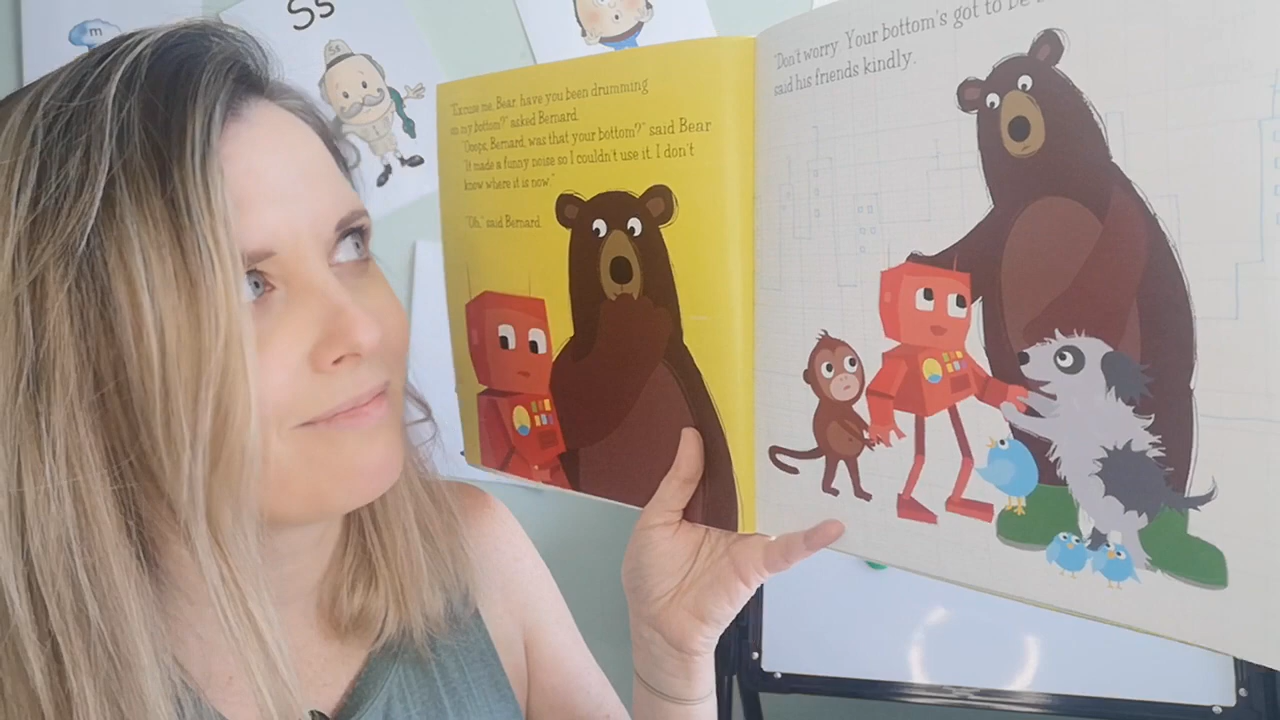 m
Ss
Ss
"Excuse me, Bear, have you been drumming
on my bottom?" asked Bernard.
"Ooops, Bernard, was that your bottom?" said Bear
"It made a funny noise so I couldn't use it. I don't
know where it is now."
"Oh," said Bernard.
"Don't worry. Your bottom's got to be
said his friends kindly.